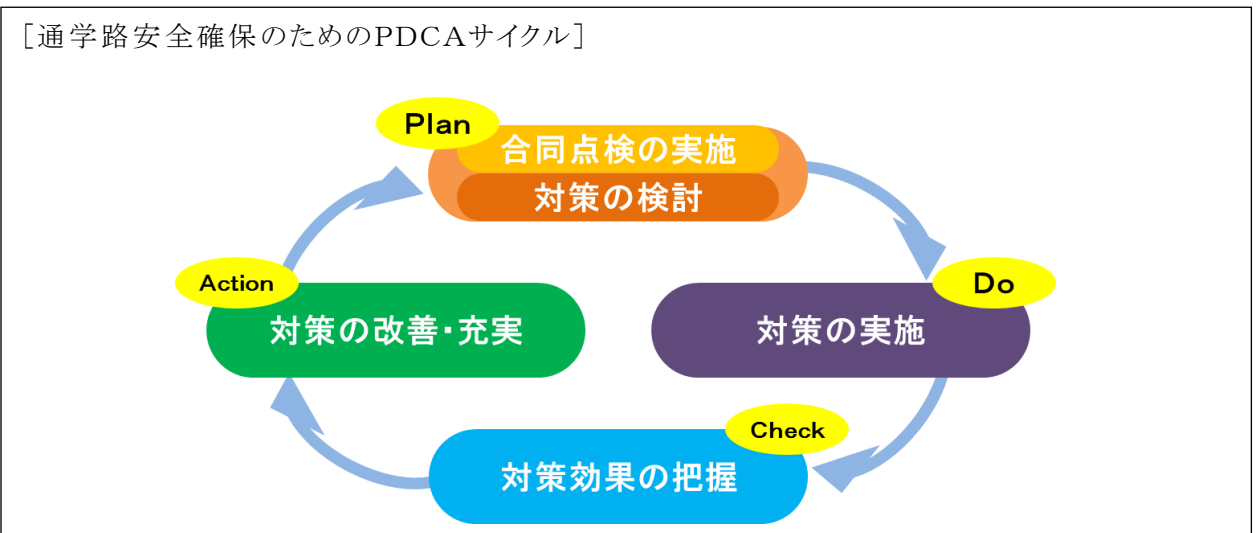 [通学路安全確保のためのPDCAサイクル]
Plan
合同点検の実施
対策の検討
Do
対策の実施
Check
対策効果の把握
Action
対策の改善・充実